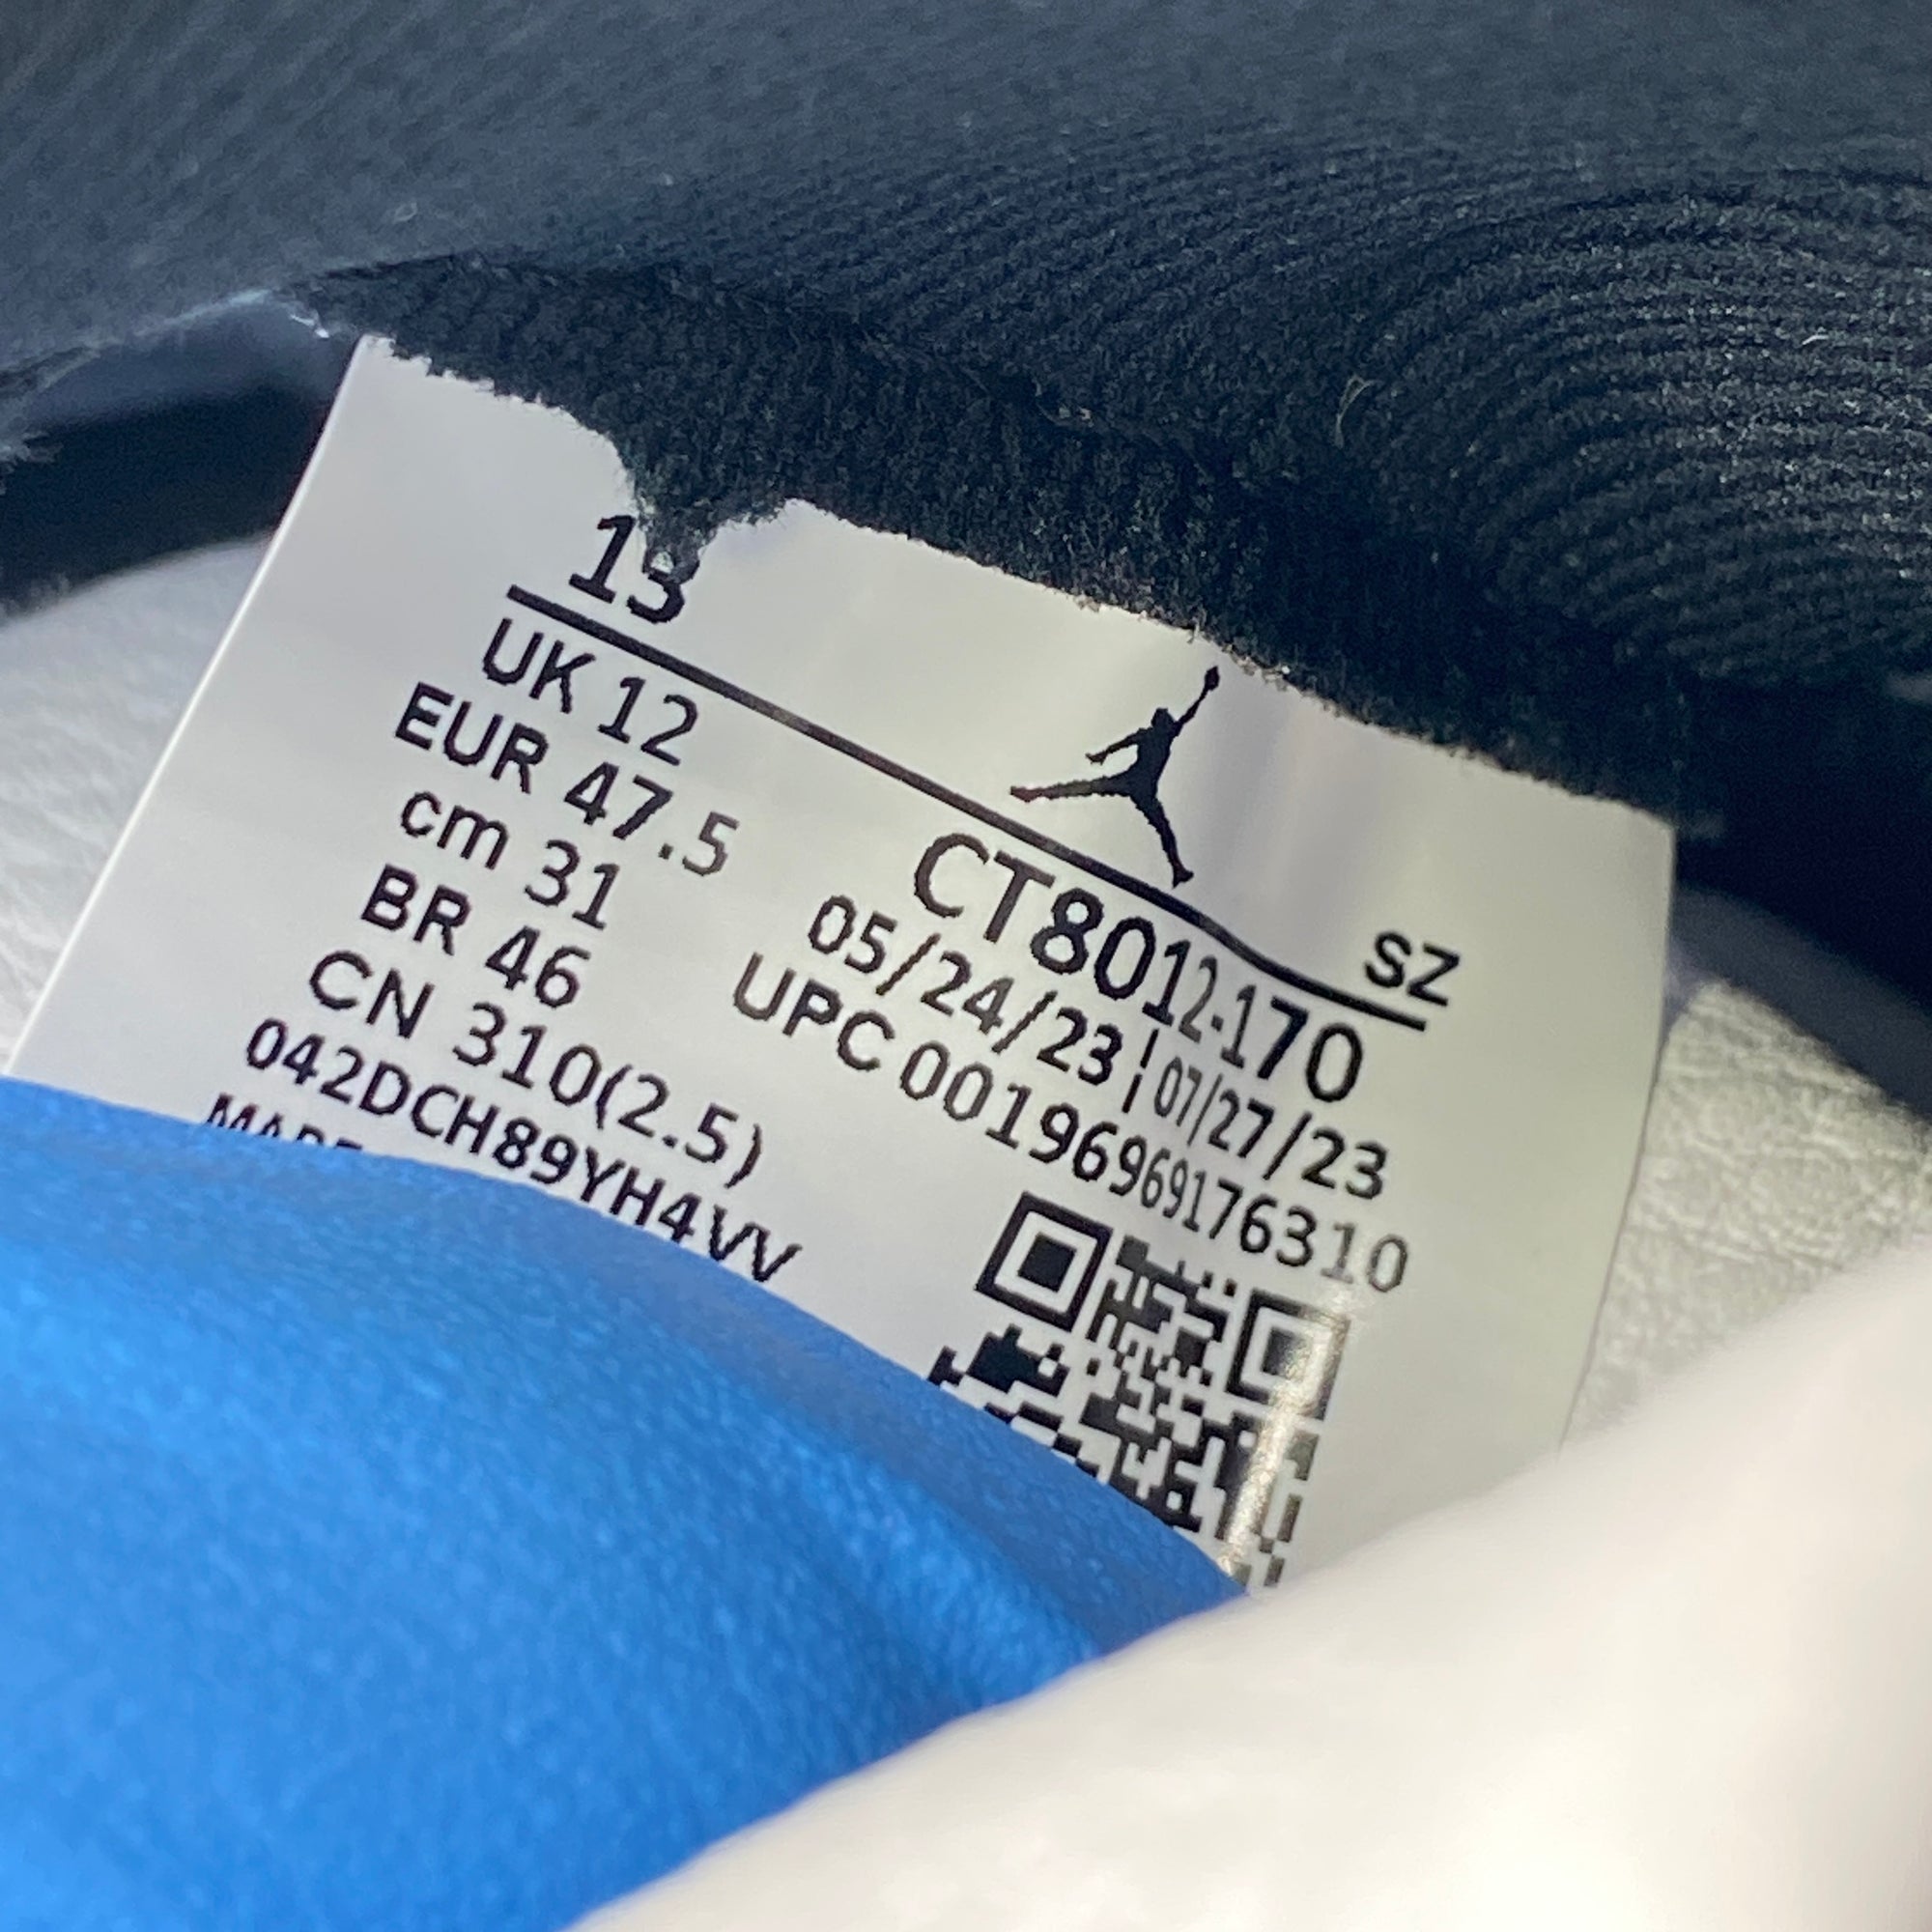 13
UK 12
EUR 47.5
cm 31
BR 46
CN 310(2.5)
042DCH89YH4VV
SZ
CT8012-170
05/24/23 | 07/27/23
UPC 00196969176310